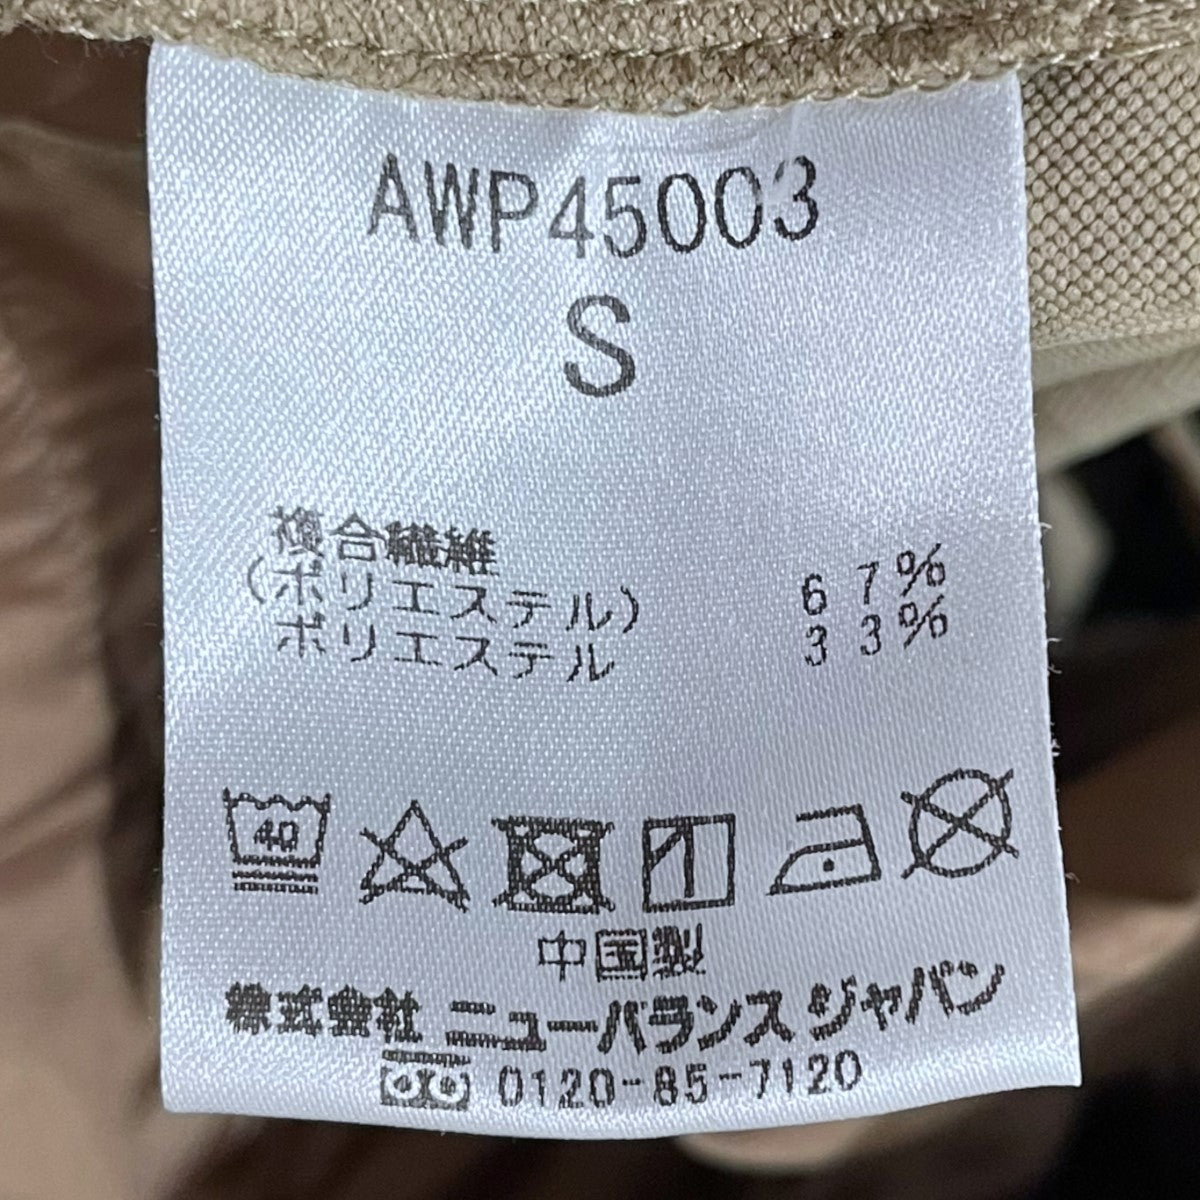 AWP45003
S
複合繊維
(ポリエステル) 67%
ポリエステル 33%
40
中国製
株式会社 ニューバランス ジャパン
0120-85-7120